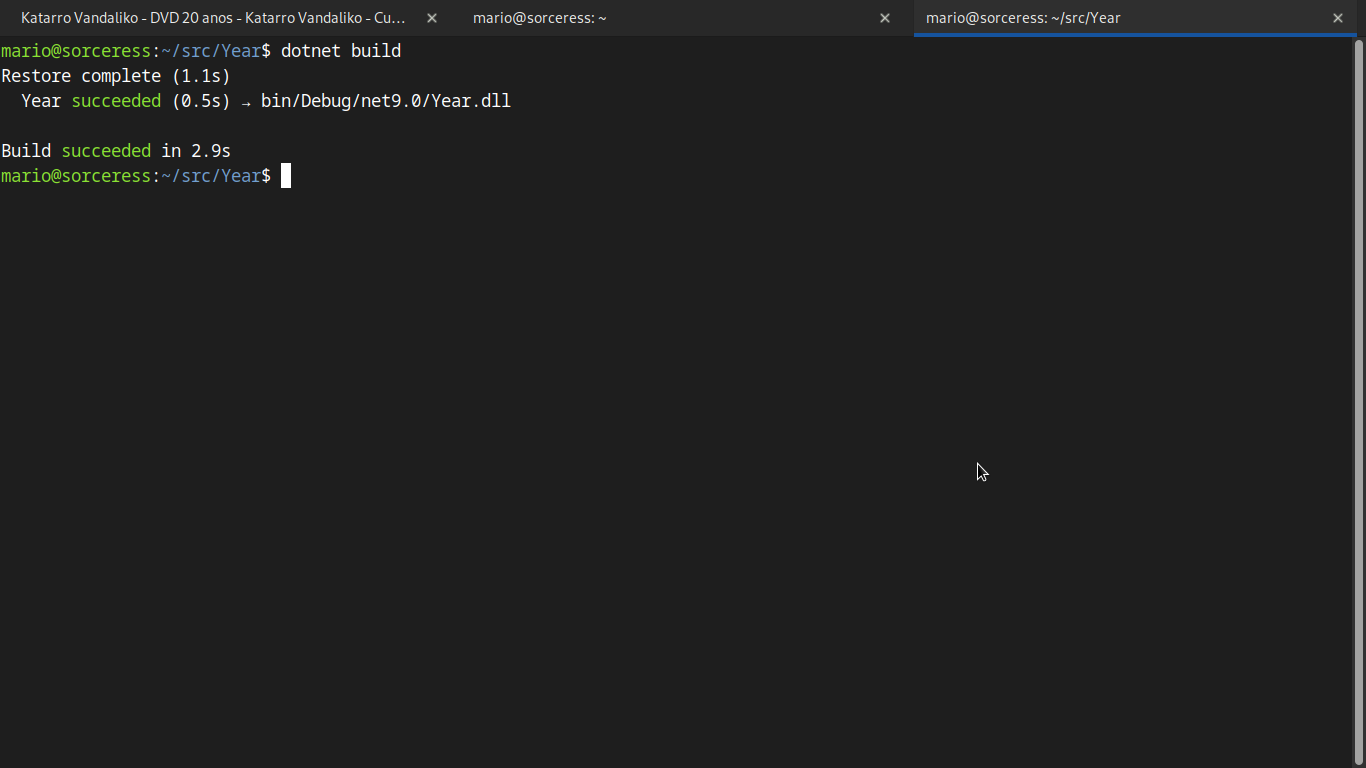 Katarro Vandaliko - DVD 20 anos - Katarro Vandaliko - Cu...
mario@sorceress: ~
mario@sorceress: ~/src/Year
mario@sorceress:~/src/Year$ dotnet build
Restore complete (1.1s)
  Year succeeded (0.5s) → bin/Debug/net9.0/Year.dll

Build succeeded in 2.9s
mario@sorceress:~/src/Year$